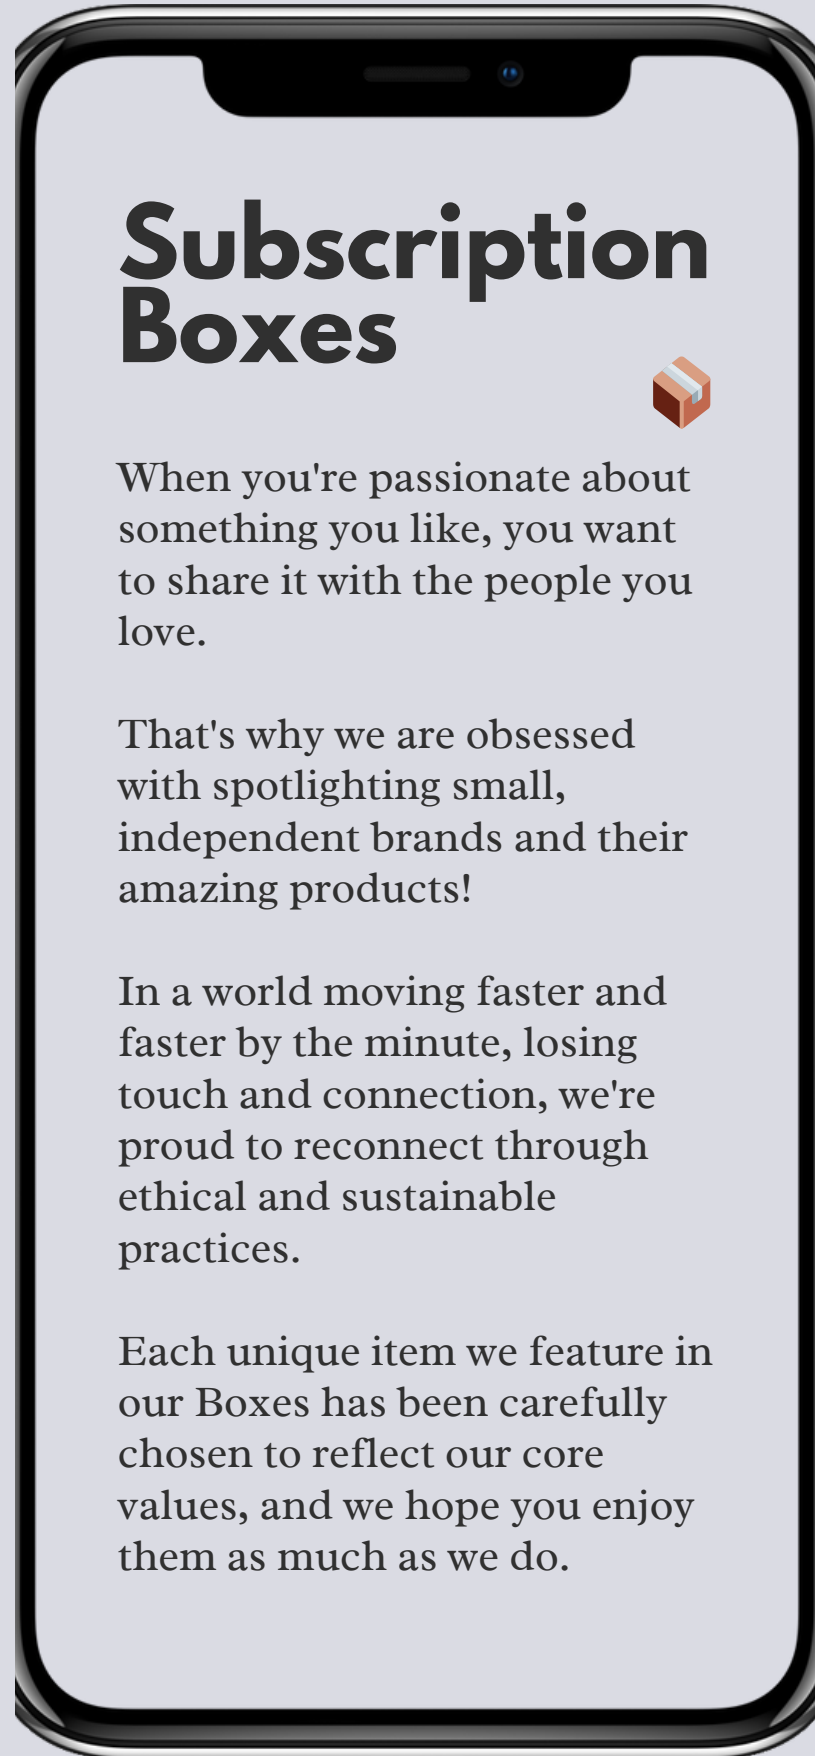 Subscription
Boxes
When you're passionate about
something you like, you want
to share it with the people you
love.
That's why we are obsessed
with spotlighting small,
independent brands and their
amazing products!
In a world moving faster and
faster by the minute, losing
touch and connection, we're
proud to reconnect through
ethical and sustainable
practices.
Each unique item we feature in
our Boxes has been carefully
chosen to reflect our core
values, and we hope you enjoy
them as much as we do.